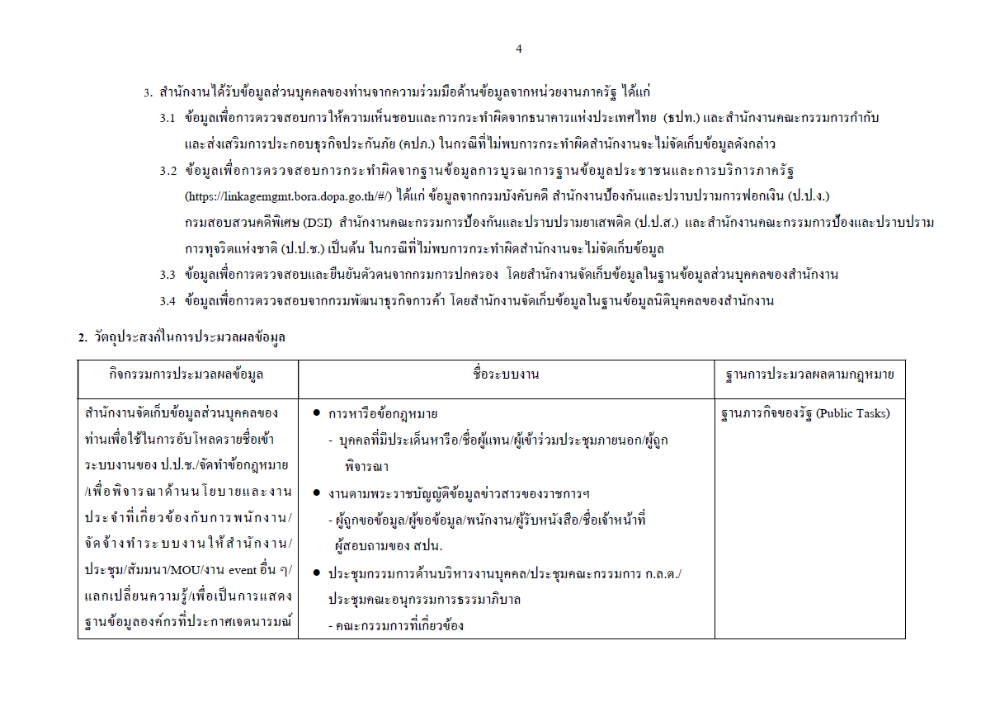 4
3. สำนักงานได้รับข้อมูลส่วนบุคคลของท่านจากความร่วมมือด้านข้อมูลจากหน่วยงานภาครัฐ ได้แก่
3.1 ข้อมูลเพื่อการตรวจสอบการให้ความเห็นชอบและการกระทำผิดจากธนาคารแห่งประเทศไทย (ธปท.) และสำนักงานคณะกรรมการกำกับ
และส่งเสริมการประกอบธุรกิจประกันภัย (คปภ.) ในกรณีที่ไม่พบการกระทำผิดสำนักงานจะไม่จัดเก็บข้อมูลดังกล่าว
3.2 ข้อมูลเพื่อการตรวจสอบการกระทำผิดจากฐานข้อมูลการบูรณาการฐานข้อมูลประชาชนและการบริการภาครัฐ
(https://linkagemgmt.bora.dopa.go.th/#/) ได้แก่ ข้อมูลจากกรมบังคับคดี สำนักงานป้องกันและปราบปรามการฟอกเงิน (ป.ป.ง.)
กรมสอบสวนคดีพิเศษ (DSI) สำนักงานคณะกรรมการป้องกันและปราบปรามยาเสพติด (ป.ป.ส.) และสำนักงานคณะกรรมการป้องและปราบปราม
การทุจริตแห่งชาติ (ป.ป.ช.) เป็นต้น ในกรณีที่ไม่พบการกระทำผิดสำนักงานจะไม่จัดเก็บข้อมูล
3.3 ข้อมูลเพื่อการตรวจสอบและยืนยันตัวตนจากกรมการปกครอง โดยสำนักงานจัดเก็บข้อมูลในฐานข้อมูลส่วนบุคคลของสำนักงาน
3.4 ข้อมูลเพื่อการตรวจสอบจากกรมพัฒนาธุรกิจการค้า โดยสำนักงานจัดเก็บข้อมูลในฐานข้อมูลนิติบุคคลของสำนักงาน
2. วัตถุประสงค์ในการประมวลผลข้อมูล
กิจกรรมการประมวลผลข้อมูล
ชื่อระบบงาน
ฐานการประมวลผลตามกฎหมาย
สำนักงานจัดเก็บข้อมูลส่วนบุคคลของ
ท่านเพื่อใช้ในการอับโหลดรายชื่อเข้า
ระบบงานของ ป.ป.ช./จัดทำข้อกฎหมาย
/เพื่อพิจารณาด้านนโยบายและงาน
ประจำที่เกี่ยวข้องกับการพนักงาน/
จัดจ้างทำระบบงานให้สำนักงาน/
ประชุม/สัมมนา/MOU/งาน event อื่น ๆ/
แลกเปลี่ยนความรู้/เพื่อเป็นการแสดง
ฐานข้อมูลองค์กรที่ประกาศเจตนารมณ์
● การหารือข้อกฎหมาย
- บุคคลที่มีประเด็นหารือ/ชื่อผู้แทน/ผู้เข้าร่วมประชุมภายนอก/ผู้ถูก
พิจารณา
● งานตามพระราชบัญญัติข้อมูลข่าวสารของราชการฯ
- ผู้ถูกขอข้อมูล/ผู้ขอข้อมูล/พนักงาน/ผู้รับหนังสือ/ชื่อเจ้าหน้าที่
ผู้สอบถามของ สปน.
● ประชุมกรรมการด้านบริหารงานบุคคล/ประชุมคณะกรรมการ ก.ล.ต./
ประชุมคณะอนุกรรมการธรรมาภิบาล
- คณะกรรมการที่เกี่ยวข้อง
ฐานภารกิจของรัฐ (Public Tasks)